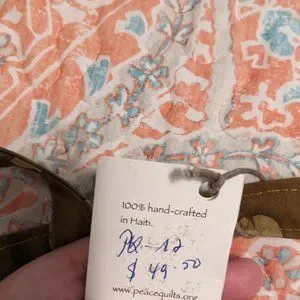 100% hand-crafted
in Haiti.
PQ-12
$ 49.50
www.peacequilts.org